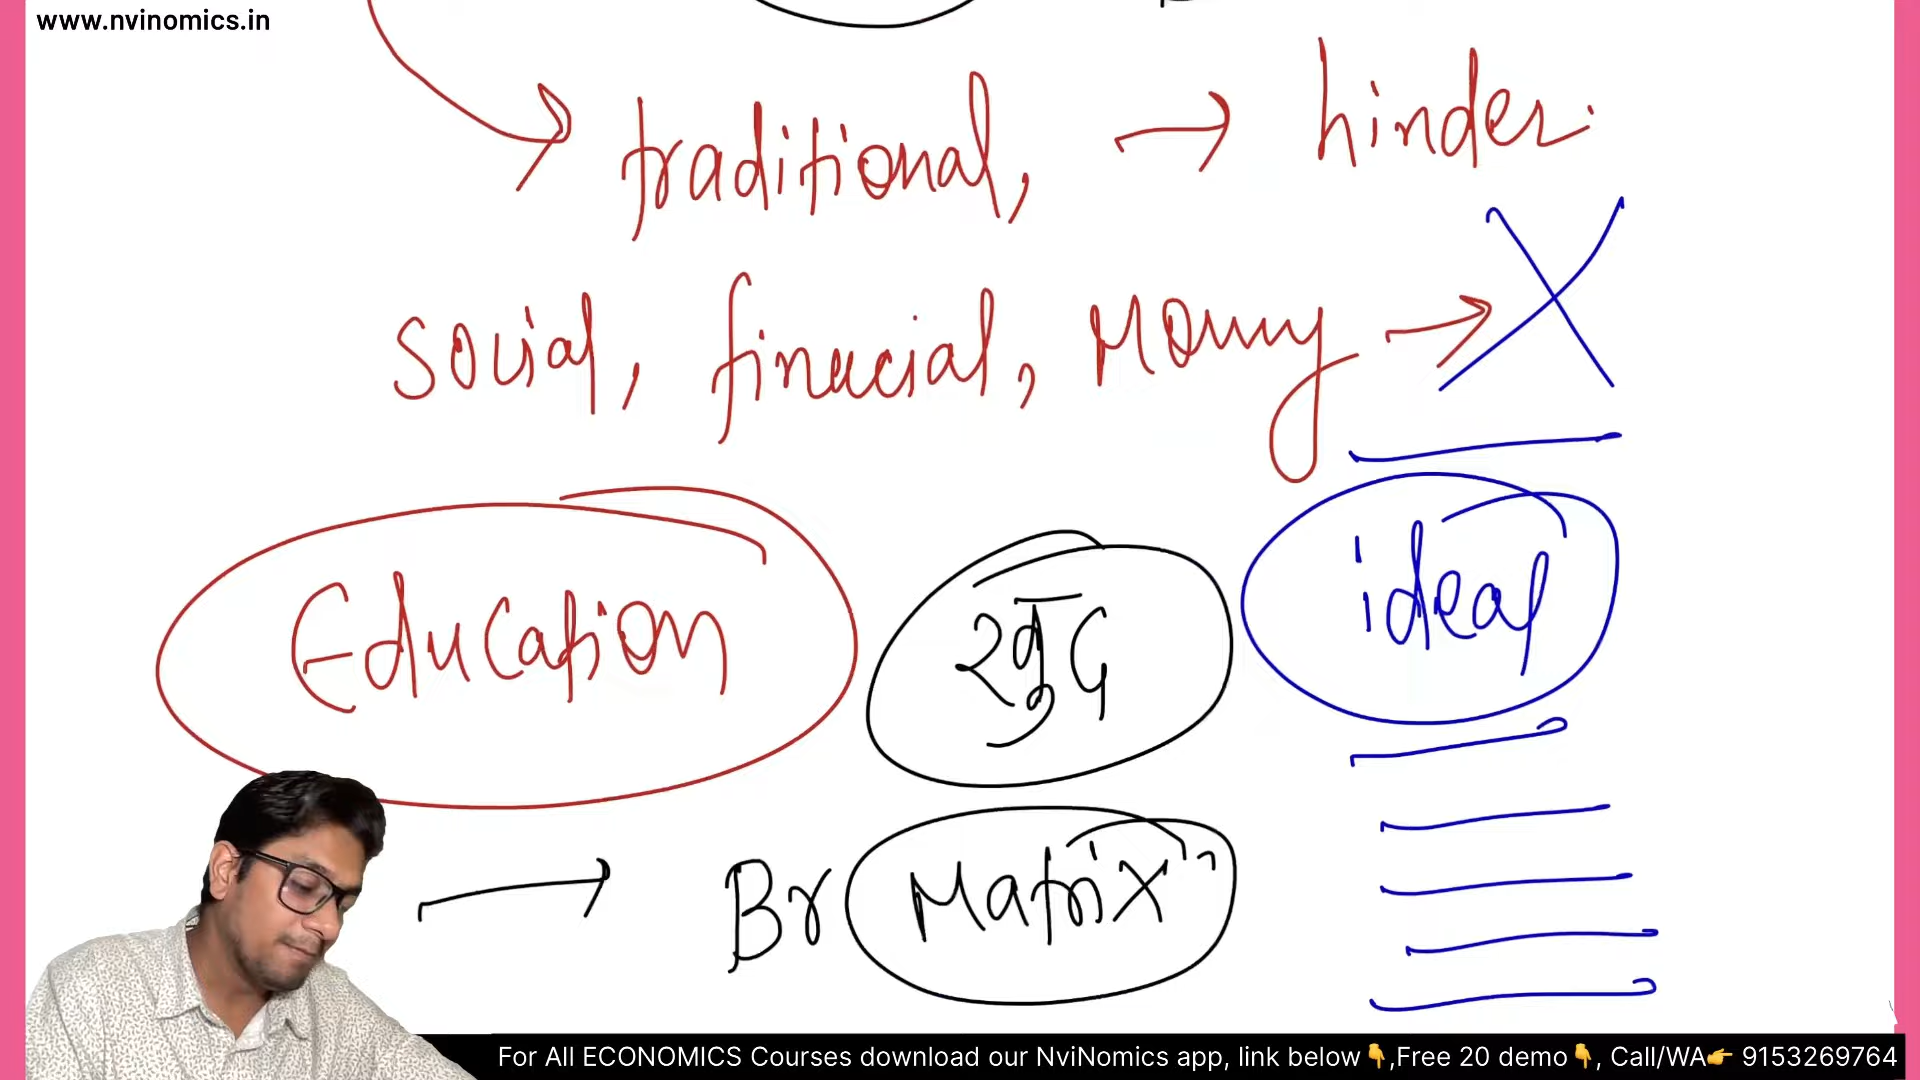 www.nvinomics.in
traditional, → hinder.
social, finacial, Money → X
Education खुद ideal
→ Br Matrix"
For All ECONOMICS Courses download our NviNomics app, link below👇,Free 20 demo👇, Call/WA👉 9153269764